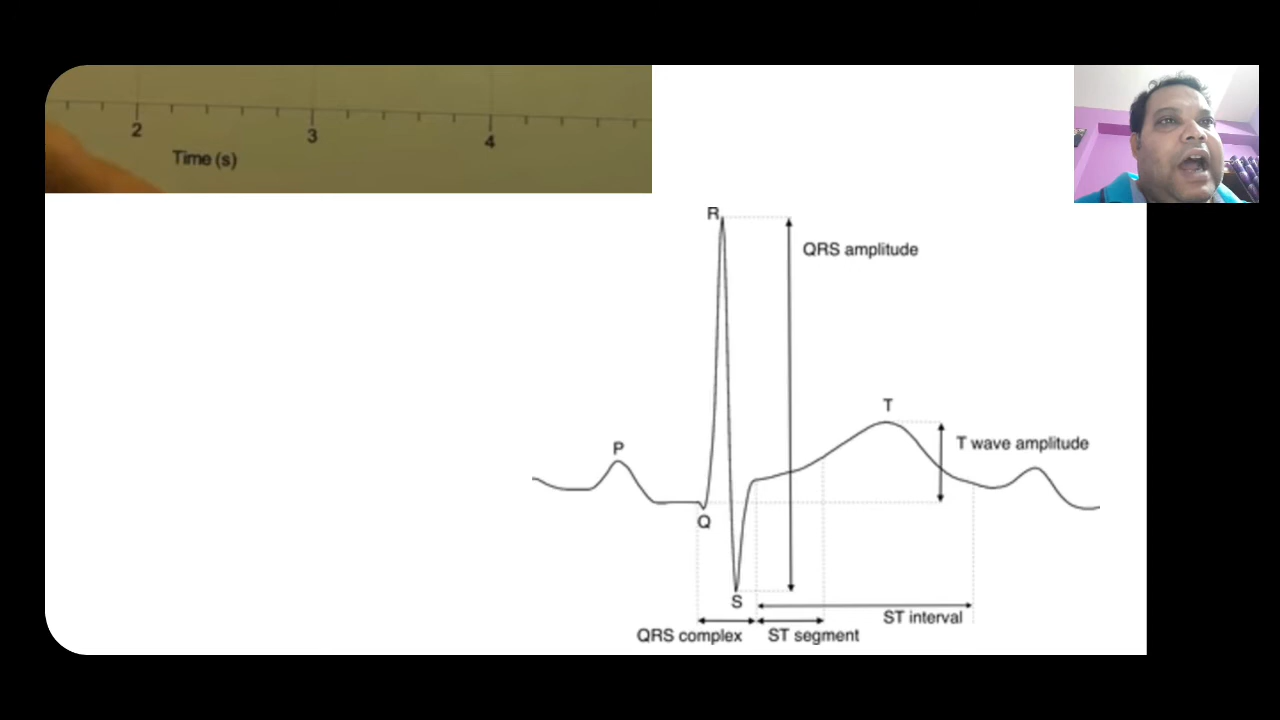 2 3 4
Time (s)
R
QRS amplitude
T
P
T wave amplitude
Q
S
ST interval
QRS complex ST segment